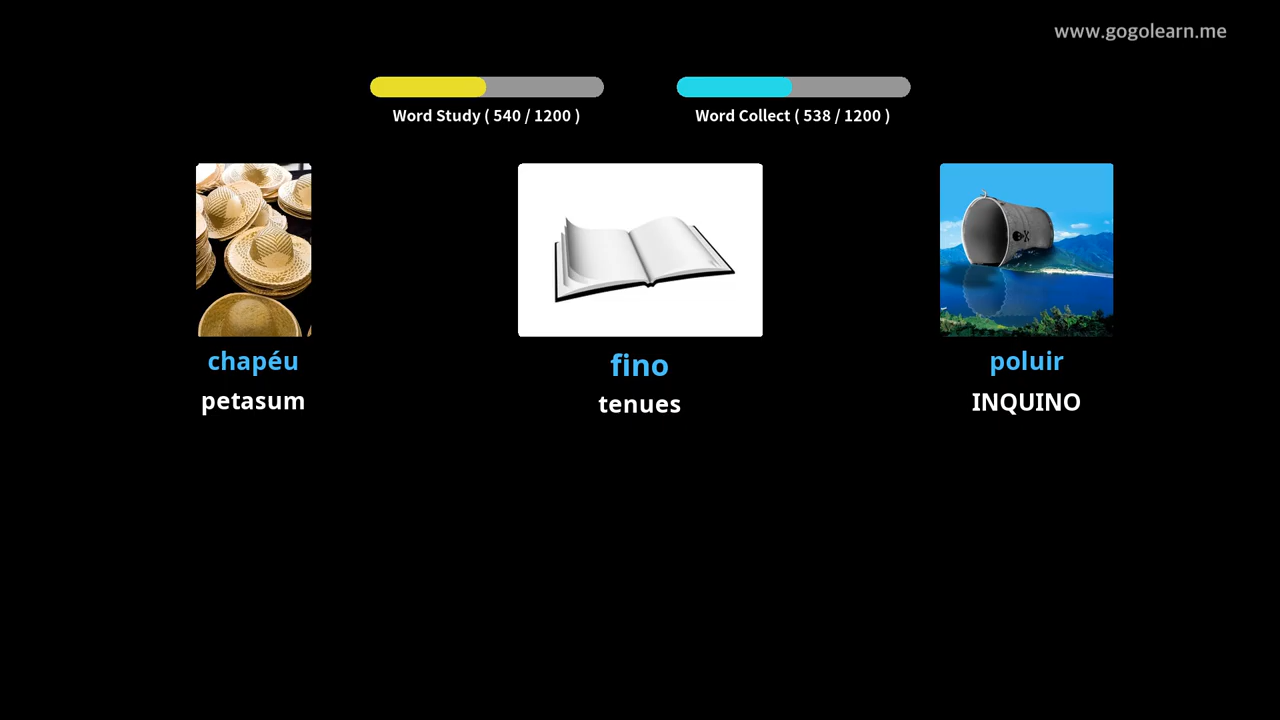 www.gogolearn.me
Word Study ( 540 / 1200 )
Word Collect ( 538 / 1200 )
chapéu
fino
poluir
petasum
tenues
INQUINO